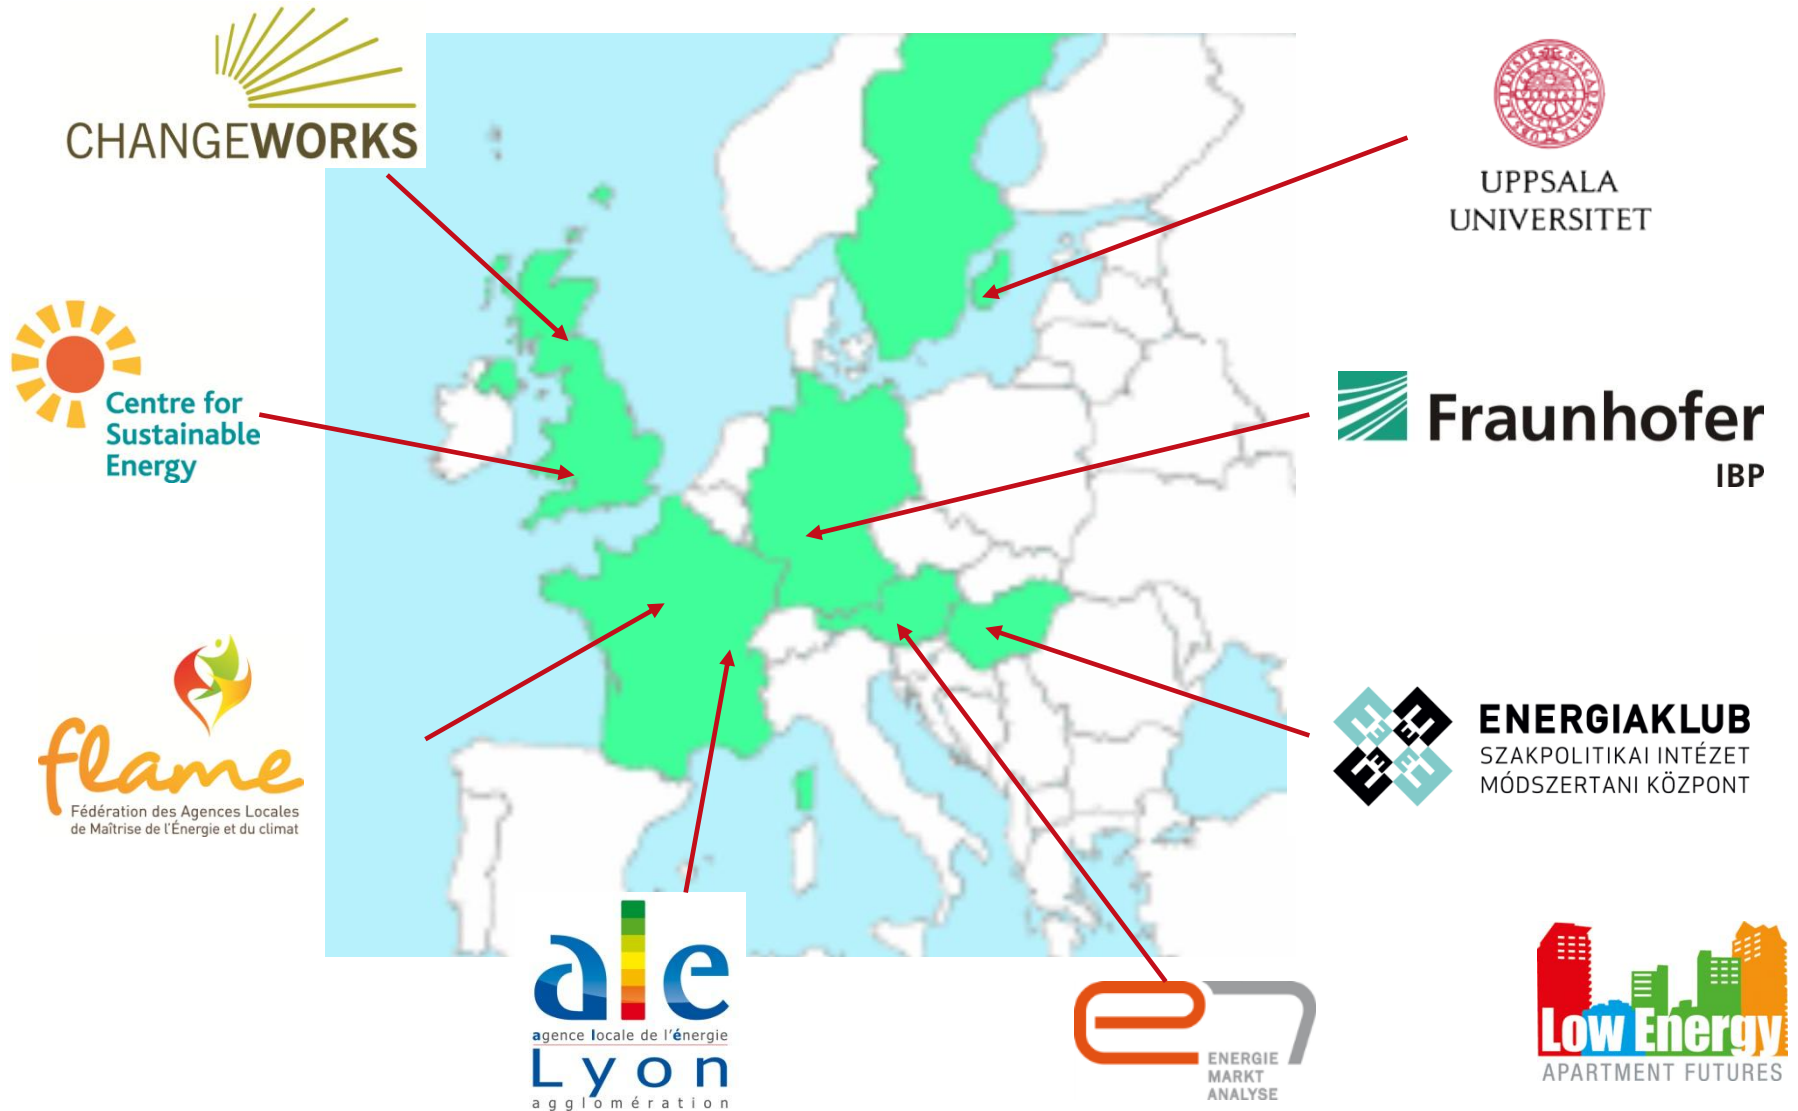 CHANGEWORKS
UPPSALA
UNIVERSITET
Centre for
Sustainable
Energy
Fraunhofer
IBP
flame
Fédération des Agences Locales
de Maîtrise de l'Énergie et du climat
ENERGIAKLUB
SZAKPOLITIKAI INTÉZET
MÓDSZERTANI KÖZPONT
ale
agence locale de l'énergie
Lyon
agglomération
e7
ENERGIE
MARKT
ANALYSE
Low Energy
APARTMENT FUTURES